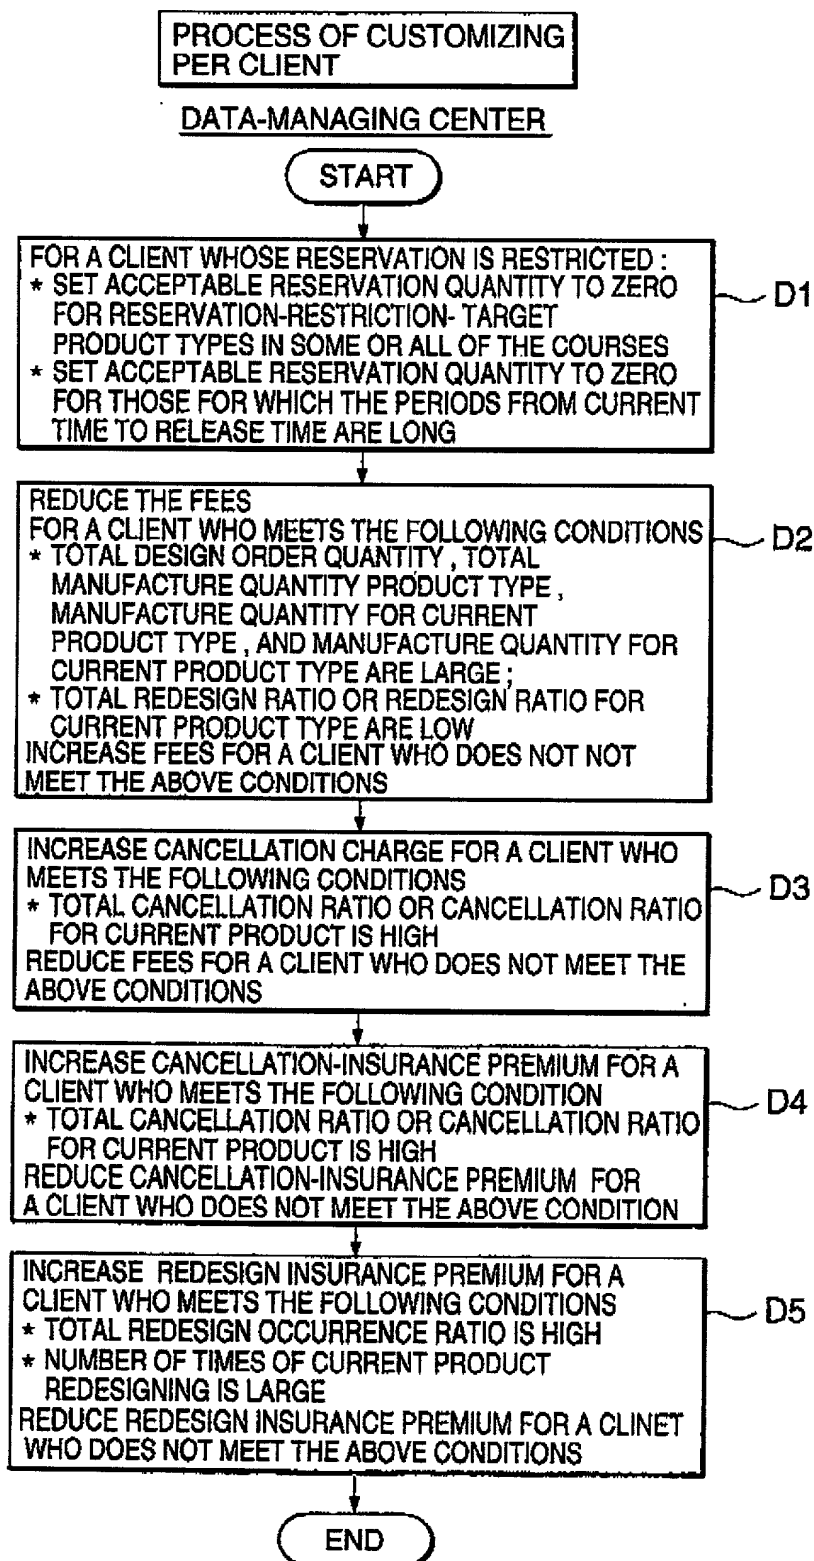 PROCESS OF CUSTOMIZING
PER CLIENT
DATA-MANAGING CENTER
START
FOR A CLIENT WHOSE RESERVATION IS RESTRICTED :
* SET ACCEPTABLE RESERVATION QUANTITY TO ZERO
FOR RESERVATION-RESTRICTION- TARGET
PRODUCT TYPES IN SOME OR ALL OF THE COURSES
* SET ACCEPTABLE RESERVATION QUANTITY TO ZERO
FOR THOSE FOR WHICH THE PERIODS FROM CURRENT
TIME TO RELEASE TIME ARE LONG
D1
REDUCE THE FEES
FOR A CLIENT WHO MEETS THE FOLLOWING CONDITIONS
* TOTAL DESIGN ORDER QUANTITY , TOTAL
MANUFACTURE QUANTITY PRODUCT TYPE ,
MANUFACTURE QUANTITY FOR CURRENT
PRODUCT TYPE , AND MANUFACTURE QUANTITY FOR
CURRENT PRODUCT TYPE ARE LARGE ;
* TOTAL REDESIGN RATIO OR REDESIGN RATIO FOR
CURRENT PRODUCT TYPE ARE LOW
INCREASE FEES FOR A CLIENT WHO DOES NOT NOT
MEET THE ABOVE CONDITIONS
D2
INCREASE CANCELLATION CHARGE FOR A CLIENT WHO
MEETS THE FOLLOWING CONDITIONS
* TOTAL CANCELLATION RATIO OR CANCELLATION RATIO
FOR CURRENT PRODUCT IS HIGH
REDUCE FEES FOR A CLIENT WHO DOES NOT MEET THE
ABOVE CONDITIONS
D3
INCREASE CANCELLATION-INSURANCE PREMIUM FOR A
CLIENT WHO MEETS THE FOLLOWING CONDITION
* TOTAL CANCELLATION RATIO OR CANCELLATION RATIO
FOR CURRENT PRODUCT IS HIGH
REDUCE CANCELLATION-INSURANCE PREMIUM FOR
A CLIENT WHO DOES NOT MEET THE ABOVE CONDITION
D4
INCREASE REDESIGN INSURANCE PREMIUM FOR A
CLIENT WHO MEETS THE FOLLOWING CONDITIONS
* TOTAL REDESIGN OCCURRENCE RATIO IS HIGH
* NUMBER OF TIMES OF CURRENT PRODUCT
REDESIGNING IS LARGE
REDUCE REDESIGN INSURANCE PREMIUM FOR A CLINET
WHO DOES NOT MEET THE ABOVE CONDITIONS
D5
END